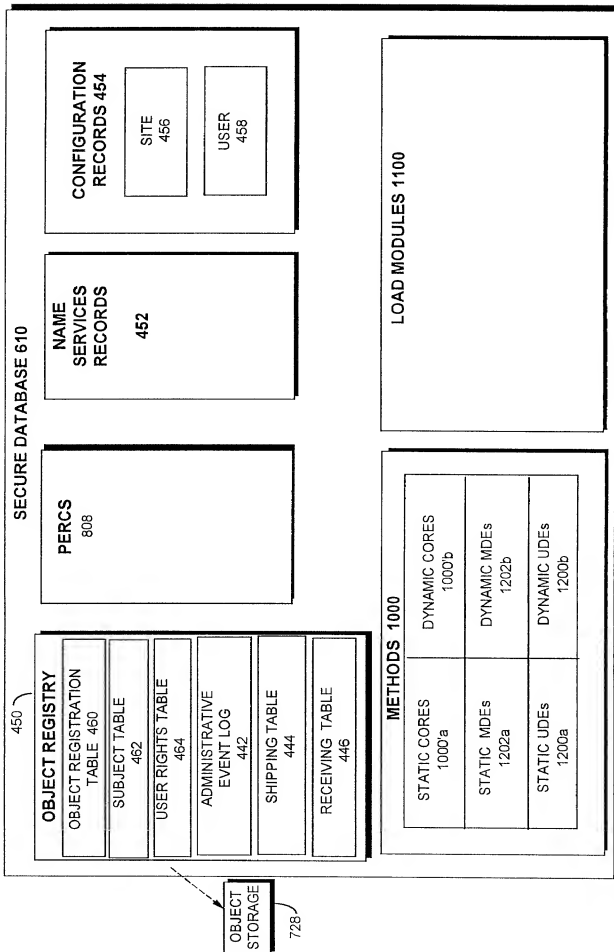 SECURE DATABASE 610
450
OBJECT REGISTRY
OBJECT REGISTRATION
TABLE 460
SUBJECT TABLE
462
USER RIGHTS TABLE
464
ADMINISTRATIVE
EVENT LOG
442
SHIPPING TABLE
444
RECEIVING TABLE
446
OBJECT
STORAGE
728
PERCS
808
NAME
SERVICES
RECORDS
452
CONFIGURATION
RECORDS 454
SITE
456
USER
458
METHODS 1000
STATIC CORES
1000'a
DYNAMIC CORES
1000'b
STATIC MDEs
1202a
DYNAMIC MDEs
1202b
STATIC UDEs
1200a
DYNAMIC UDEs
1200b
LOAD MODULES 1100